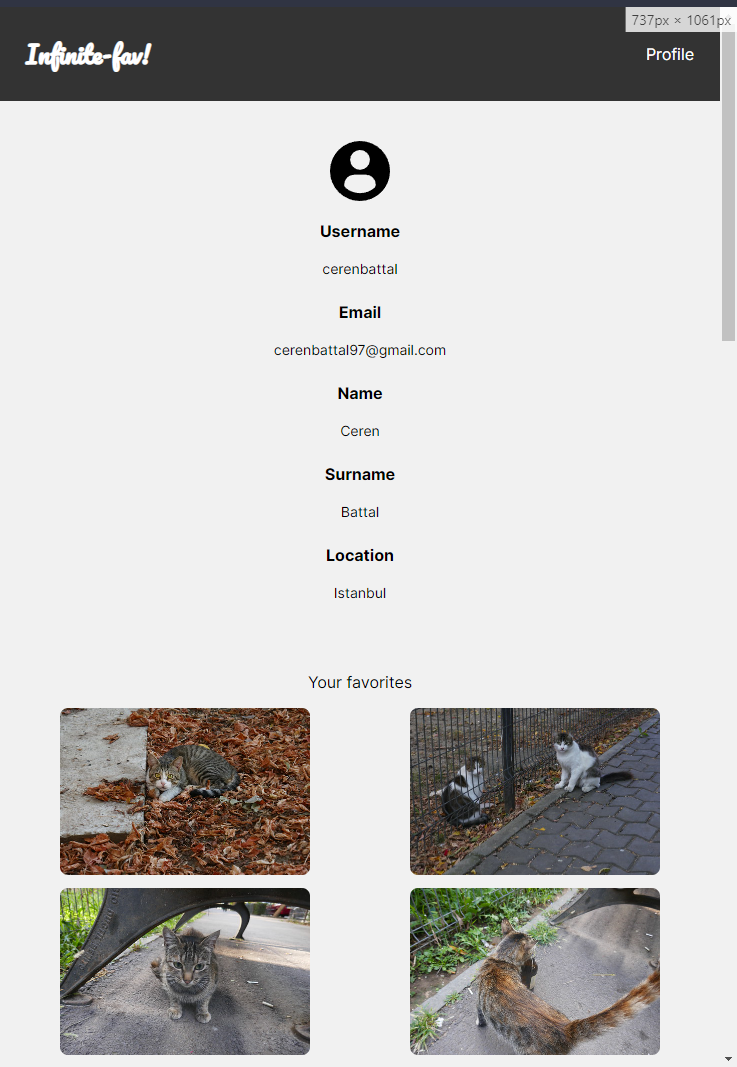 737px × 1061px
Infinite-fav!
Profile
Username
cerenbattal
Email
cerenbattal97@gmail.com
Name
Ceren
Surname
Battal
Location
Istanbul
Your favorites